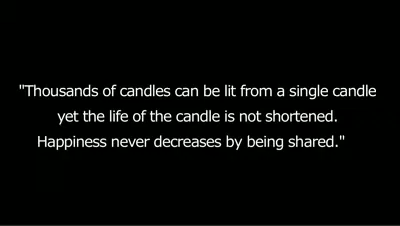 "Thousands of candles can be lit from a single candle
yet the life of the candle is not shortened.
Happiness never decreases by being shared."